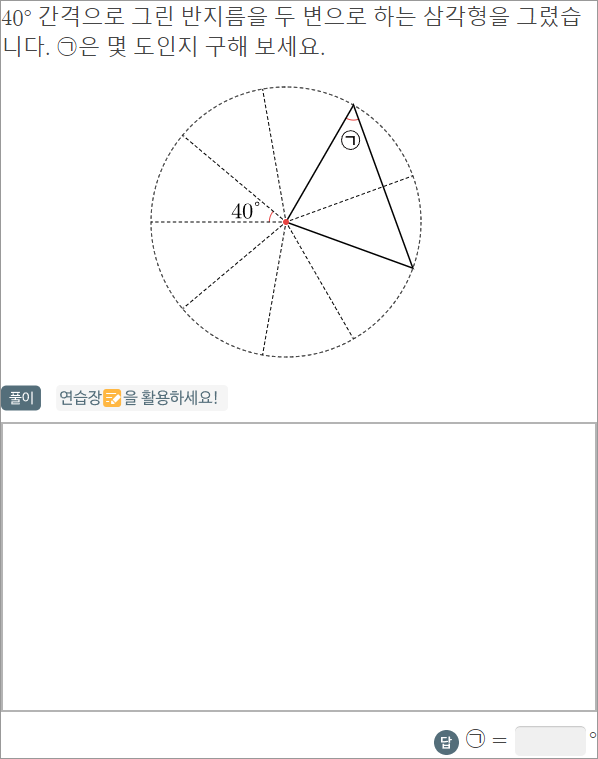 40° 간격으로 그린 반지름을 두 변으로 하는 삼각형을 그렸습
니다. ㉠은 몇 도인지 구해 보세요.
㉠
40°
풀이 연습장을 활용하세요!
답 ㉠ = °